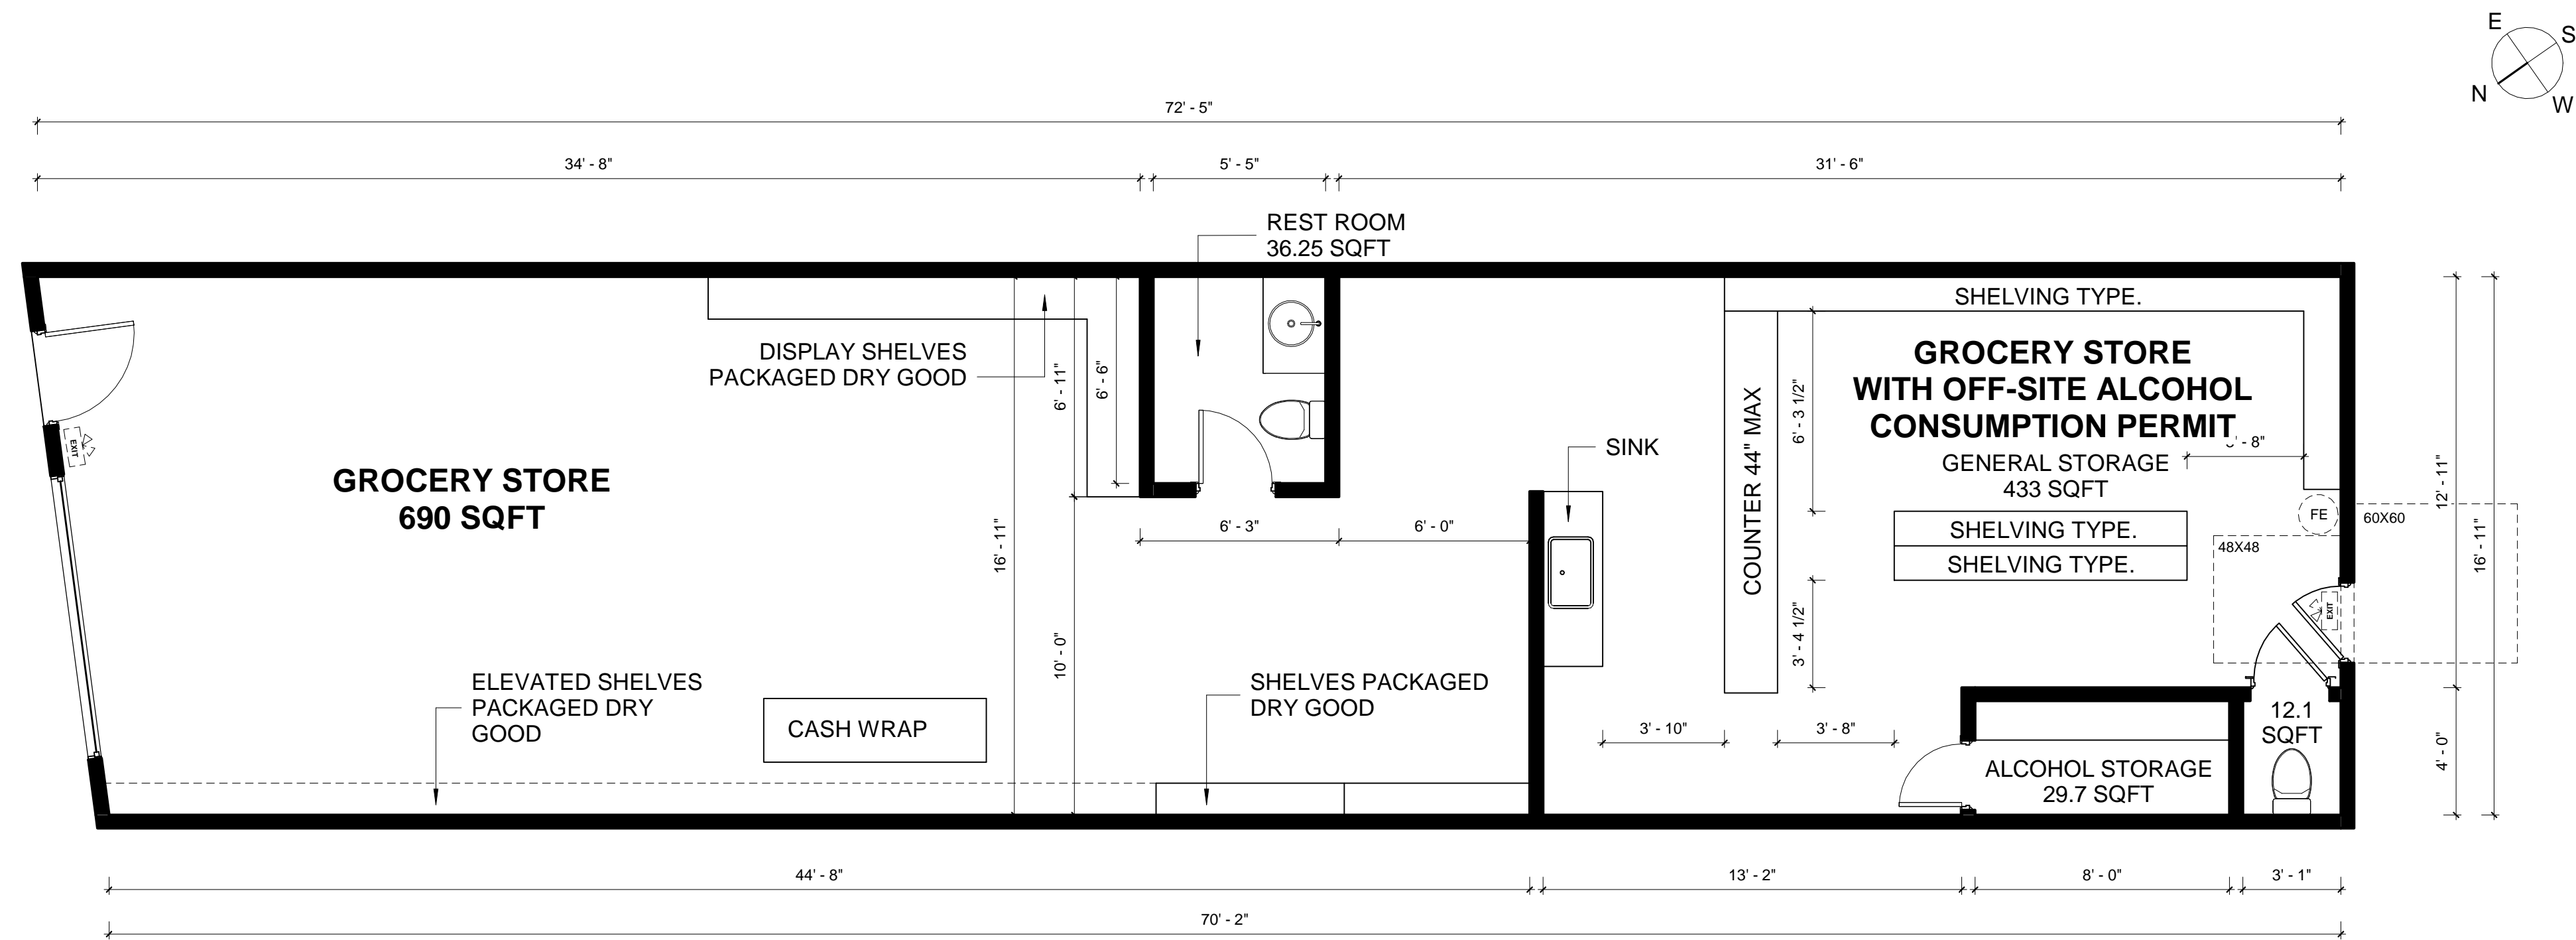 E
S
N
W
72' - 5"
34' - 8"
5' - 5"
31' - 6"
REST ROOM
36.25 SQFT
SHELVING TYPE.
DISPLAY SHELVES
PACKAGED DRY GOOD
6' - 11"
6' - 6"
GROCERY STORE
WITH OFF-SITE ALCOHOL
CONSUMPTION PERMIT
6' - 3 1/2"
COUNTER 44" MAX
SINK
' - 8"
GENERAL STORAGE
433 SQFT
12' - 11"
EXIT
GROCERY STORE
690 SQFT
16' - 11"
6' - 3"
6' - 0"
SHELVING TYPE.
SHELVING TYPE.
FE
60X60
48X48
16' - 11"
EXIT
10' - 0"
3' - 4 1/2"
ELEVATED SHELVES
PACKAGED DRY
GOOD
CASH WRAP
SHELVES PACKAGED
DRY GOOD
3' - 10"
3' - 8"
12.1
SQFT
ALCOHOL STORAGE
29.7 SQFT
4' - 0"
44' - 8"
13' - 2"
8' - 0"
3' - 1"
70' - 2"